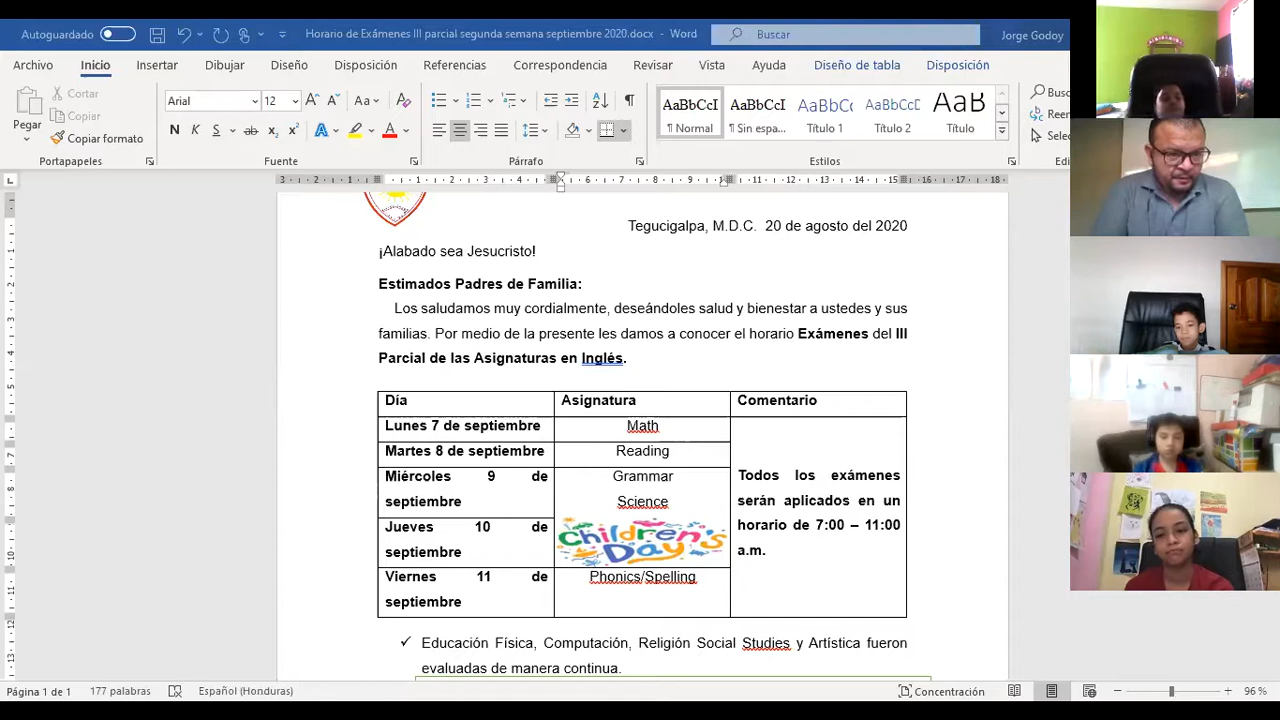 Autoguardado
Horario de Exámenes III parcial segunda semana septiembre 2020.docx - Word
Buscar
Jorge Godoy
Archivo Inicio Insertar Dibujar Diseño Disposición Referencias Correspondencia Revisar Vista Ayuda Diseño de tabla Disposición
Pegar
Cortar
Copiar
Copiar formato
Portapapeles
Arial 12
N K S ab x₂ x²
Fuente
Párrafo
AaBbCcI AaBbCcI AaBbCc AaBbCcD AaB
¶ Normal ¶ Sin espa... Título 1 Título 2 Título
Estilos
Busc
Reen
Selec
Edi
Tegucigalpa, M.D.C. 20 de agosto del 2020
¡Alabado sea Jesucristo!
Estimados Padres de Familia:
Los saludamos muy cordialmente, deseándoles salud y bienestar a ustedes y sus
familias. Por medio de la presente les damos a conocer el horario Exámenes del III
Parcial de las Asignaturas en Inglés.
Día Asignatura Comentario
Lunes 7 de septiembre Math
Martes 8 de septiembre Reading
Miércoles 9 de
septiembre
Grammar
Science
Jueves 10 de
septiembre
Children's
Day
Viernes 11 de
septiembre
Phonics/Spelling
Todos los exámenes
serán aplicados en un
horario de 7:00 – 11:00
a.m.
✓ Educación Física, Computación, Religión Social Studies y Artística fueron
evaluadas de manera continua.
Página 1 de 1 177 palabras Español (Honduras) Concentración 96 %